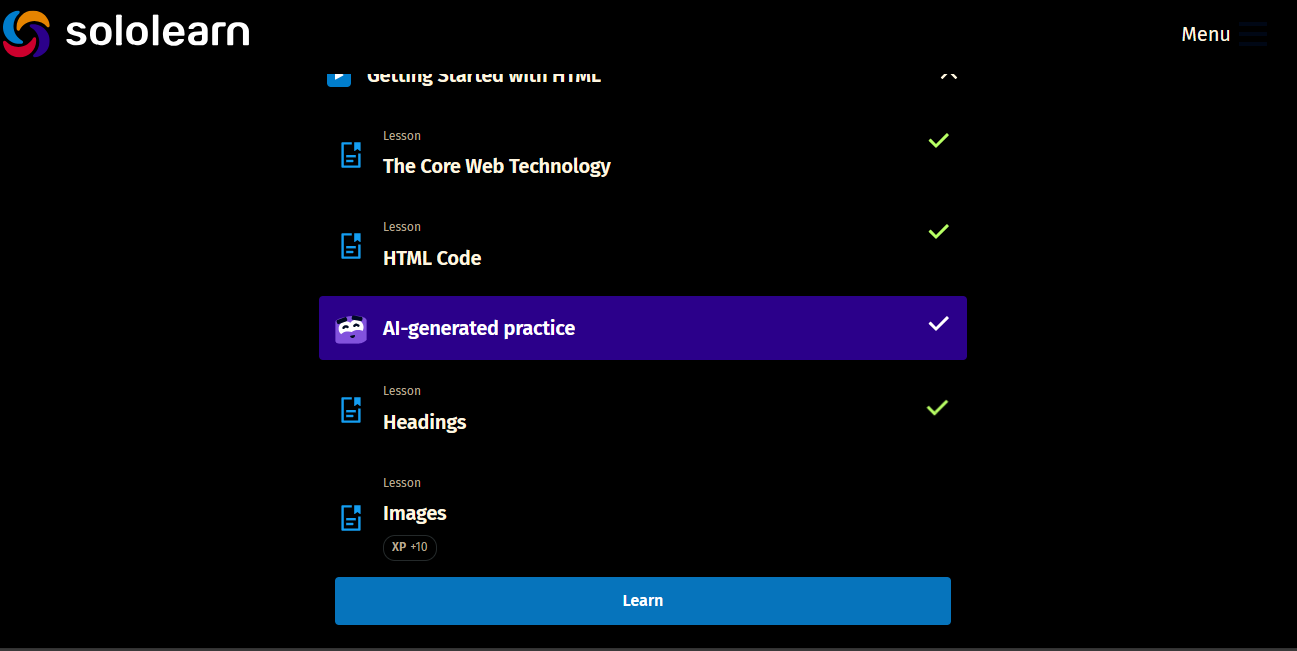 sololearn
Menu
Getting Started with HTML
Lesson
The Core Web Technology
Lesson
HTML Code
AI-generated practice
Lesson
Headings
Lesson
Images
XP +10
Learn